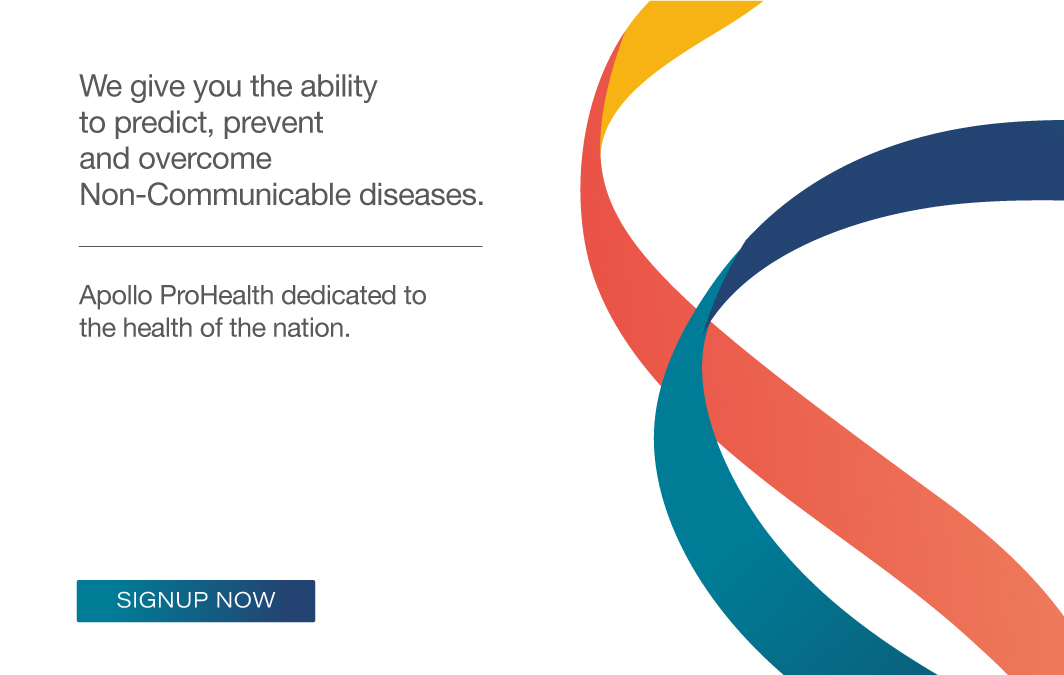 We give you the ability
to predict, prevent
and overcome
Non-Communicable diseases.
Apollo ProHealth dedicated to
the health of the nation.
SIGNUP NOW